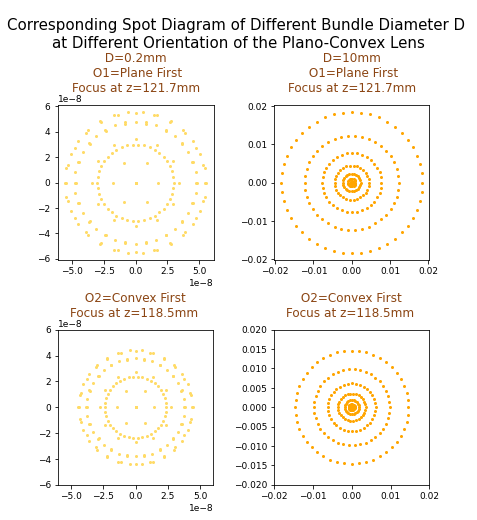 Corresponding Spot Diagram of Different Bundle Diameter D
at Different Orientation of the Plano-Convex Lens
D=0.2mm
O1=Plane First
Focus at z=121.7mm
1e−8
6
4
2
0
−2
−4
−6
−5.0 −2.5 0.0 2.5 5.0
1e−8
D=10mm
O1=Plane First
Focus at z=121.7mm
0.02
0.01
0.00
−0.01
−0.02
−0.02 −0.01 0.00 0.01 0.02
O2=Convex First
Focus at z=118.5mm
1e−8
6
4
2
0
−2
−4
−6
−5.0 −2.5 0.0 2.5 5.0
1e−8
O2=Convex First
Focus at z=118.5mm
0.020
0.015
0.010
0.005
0.000
−0.005
−0.010
−0.015
−0.020
−0.02 −0.01 0.00 0.01 0.02